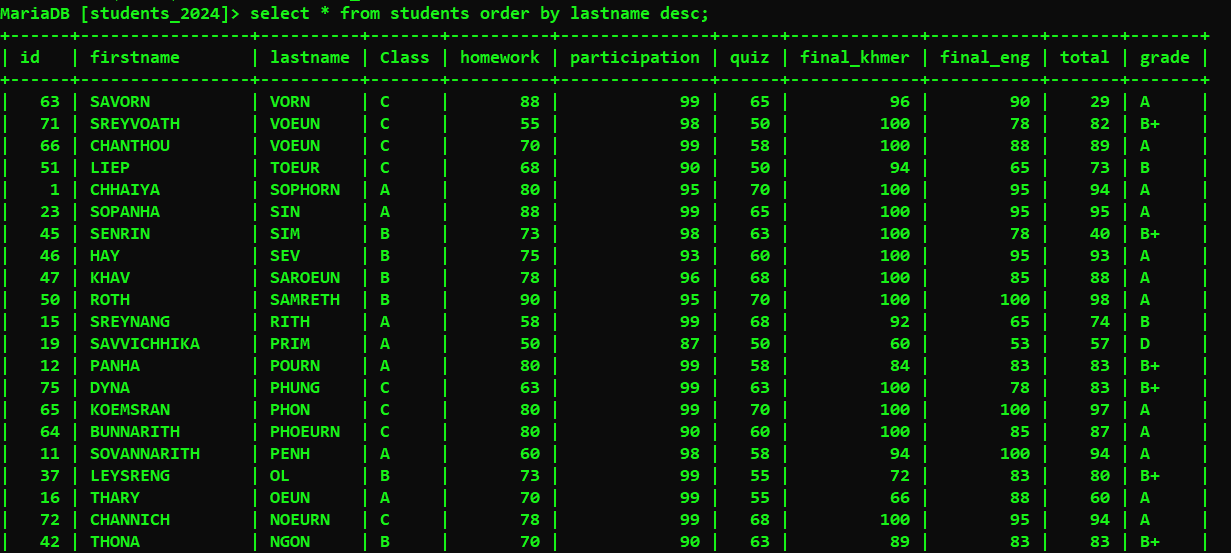 MariaDB [students_2024]> select * from students order by lastname desc;
+------+-----------------+----------+-------+----------+---------------+------+-------------+-----------+-------+-------+
| id   | firstname       | lastname | Class | homework | participation | quiz | final_khmer | final_eng | total | grade |
+------+-----------------+----------+-------+----------+---------------+------+-------------+-----------+-------+-------+
|   63 | SAVORN          | VORN     | C     |       88 |            99 |   65 |          96 |        90 |    29 | A     |
|   71 | SREYVOATH       | VOEUN    | C     |       55 |            98 |   50 |         100 |        78 |    82 | B+    |
|   66 | CHANTHOU        | VOEUN    | C     |       70 |            99 |   58 |         100 |        88 |    89 | A     |
|   51 | LIEP            | TOEUR    | C     |       68 |            90 |   50 |          94 |        65 |    73 | B     |
|    1 | CHHAIYA         | SOPHORN  | A     |       80 |            95 |   70 |         100 |        95 |    94 | A     |
|   23 | SOPANHA         | SIN      | A     |       88 |            99 |   65 |         100 |        95 |    95 | A     |
|   45 | SENRIN          | SIM      | B     |       73 |            98 |   63 |         100 |        78 |    40 | B+    |
|   46 | HAY             | SEV      | B     |       75 |            93 |   60 |         100 |        95 |    93 | A     |
|   47 | KHAV            | SAROEUN  | B     |       78 |            96 |   68 |         100 |        85 |    88 | A     |
|   50 | ROTH            | SAMRETH  | B     |       90 |            95 |   70 |         100 |       100 |    98 | A     |
|   15 | SREYNANG        | RITH     | A     |       58 |            99 |   68 |          92 |        65 |    74 | B     |
|   19 | SAVVICHHIKA     | PRIM     | A     |       50 |            87 |   50 |          60 |        53 |    57 | D     |
|   12 | PANHA           | POURN    | A     |       80 |            99 |   58 |          84 |        83 |    83 | B+    |
|   75 | DYNA            | PHUNG    | C     |       63 |            99 |   63 |         100 |        78 |    83 | B+    |
|   65 | KOEMSRAN        | PHON     | C     |       80 |            99 |   70 |         100 |       100 |    97 | A     |
|   64 | BUNNARITH       | PHOEURN  | C     |       80 |            90 |   60 |         100 |        85 |    87 | A     |
|   11 | SOVANNARITH     | PENH     | A     |       60 |            98 |   58 |          94 |       100 |    94 | A     |
|   37 | LEYSRENG        | OL       | B     |       73 |            99 |   55 |          72 |        83 |    80 | B+    |
|   16 | THARY           | OEUN     | A     |       70 |            99 |   55 |          66 |        88 |    60 | A     |
|   72 | CHANNICH        | NOEURN   | C     |       78 |            99 |   68 |         100 |        95 |    94 | A     |
|   42 | THONA           | NGON     | B     |       70 |            90 |   63 |          89 |        83 |    83 | B+    |